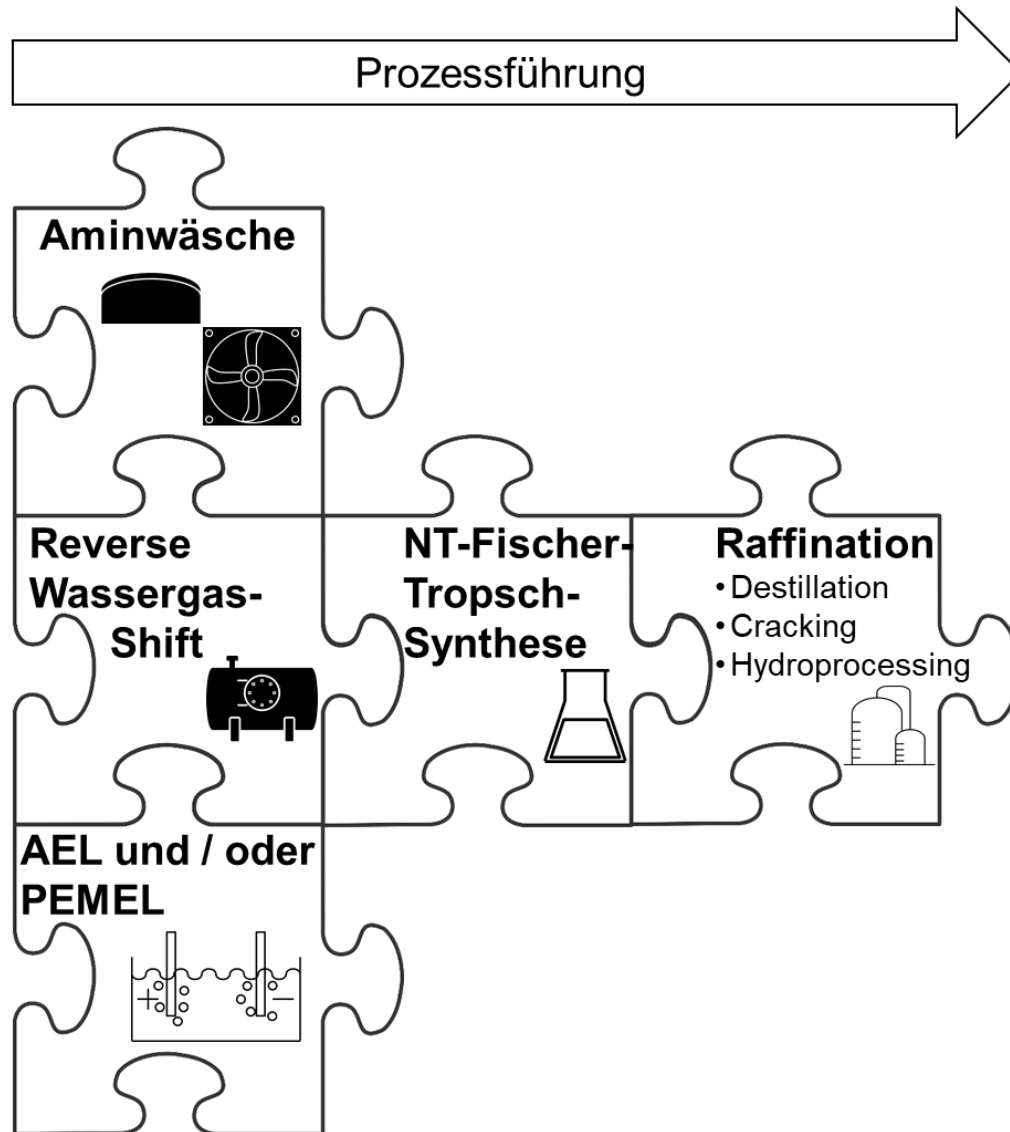 Prozessführung
Aminwäsche
Reverse
Wassergas-
Shift
NT-Fischer-
Tropsch-
Synthese
Raffination
• Destillation
• Cracking
• Hydroprocessing
AEL und / oder
PEMEL
+ −